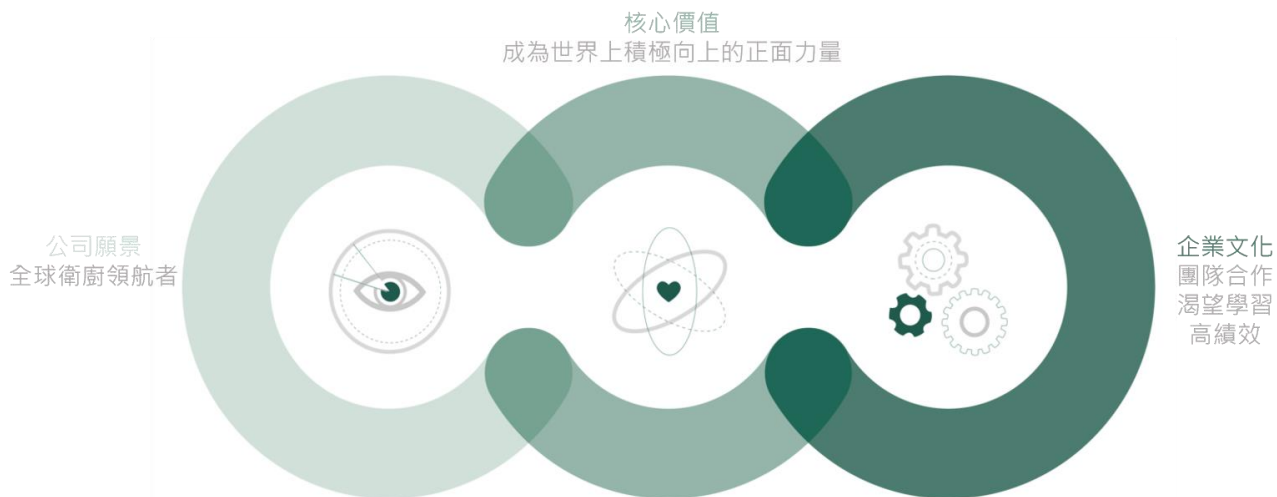 核心價值
成為世界上積極向上的正面力量
公司願景
全球衛廚領航者
企業文化
團隊合作
渴望學習
高績效